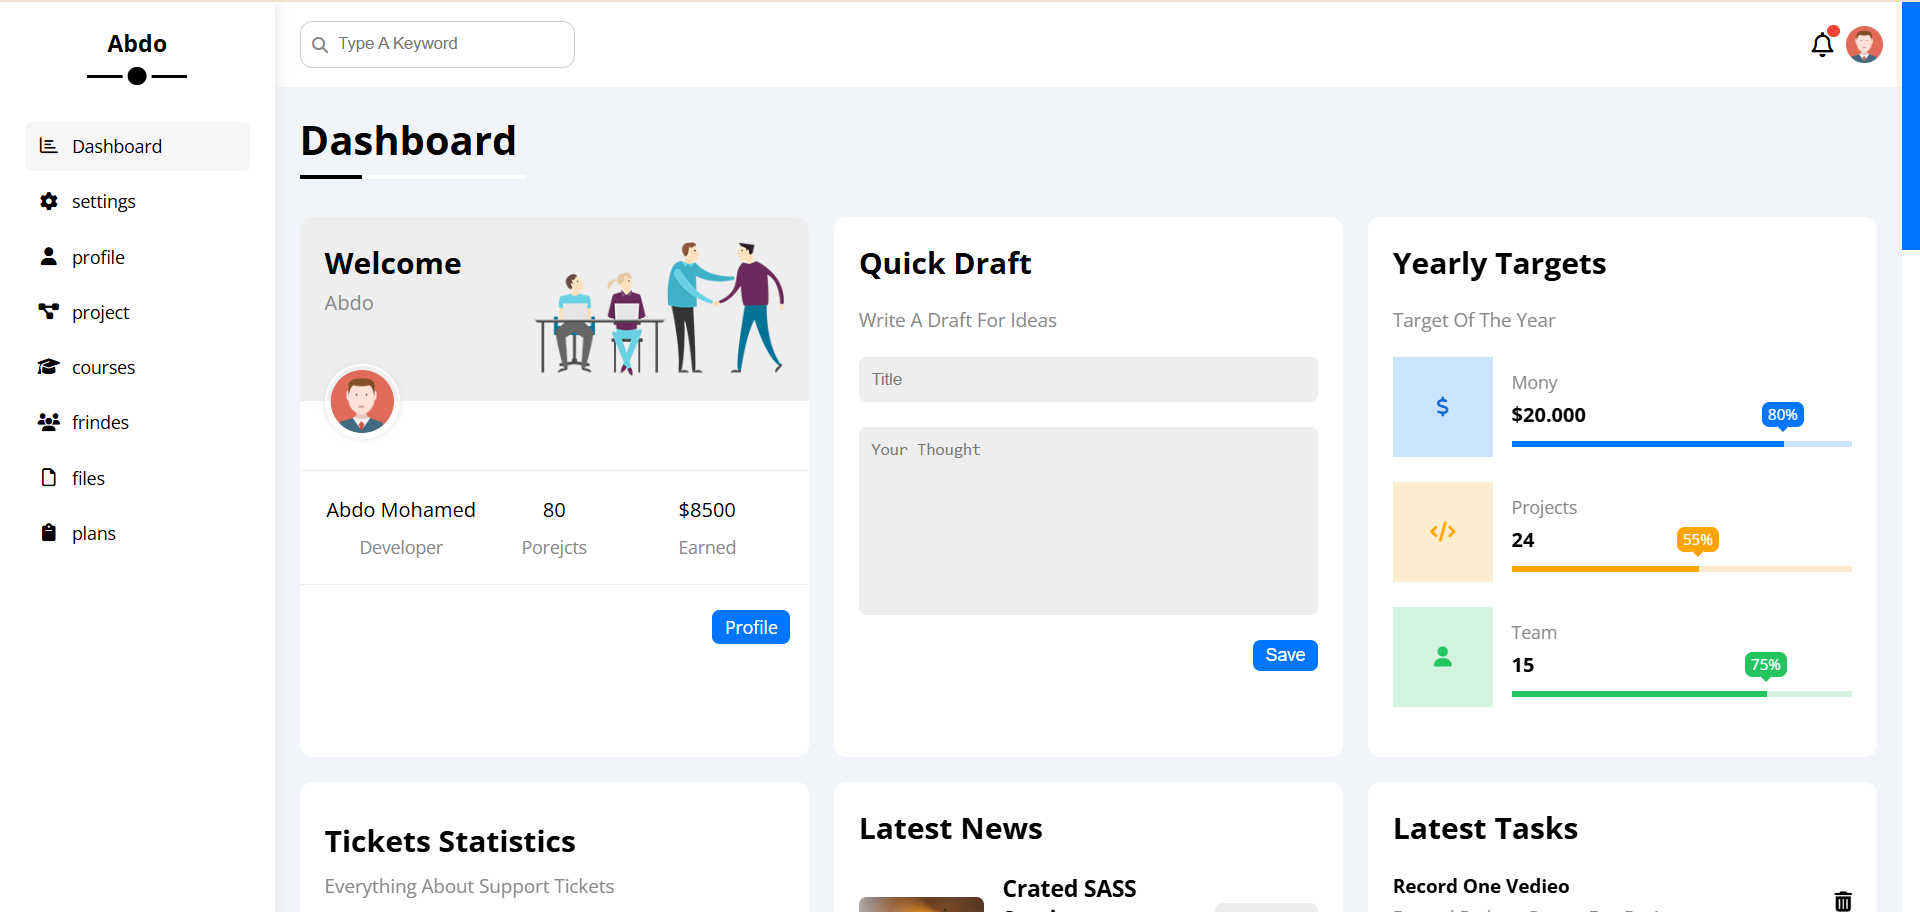 Abdo
Type A Keyword
Dashboard
settings
profile
project
courses
frindes
files
plans
Dashboard
Welcome
Abdo
Abdo Mohamed
Developer
80
Porejcts
$8500
Earned
Profile
Quick Draft
Write A Draft For Ideas
Title
Your Thought
Save
Yearly Targets
Target Of The Year
Mony
$20.000
80%
Projects
24
55%
Team
15
75%
Tickets Statistics
Everything About Support Tickets
Latest News
Crated SASS
Latest Tasks
Record One Vedieo